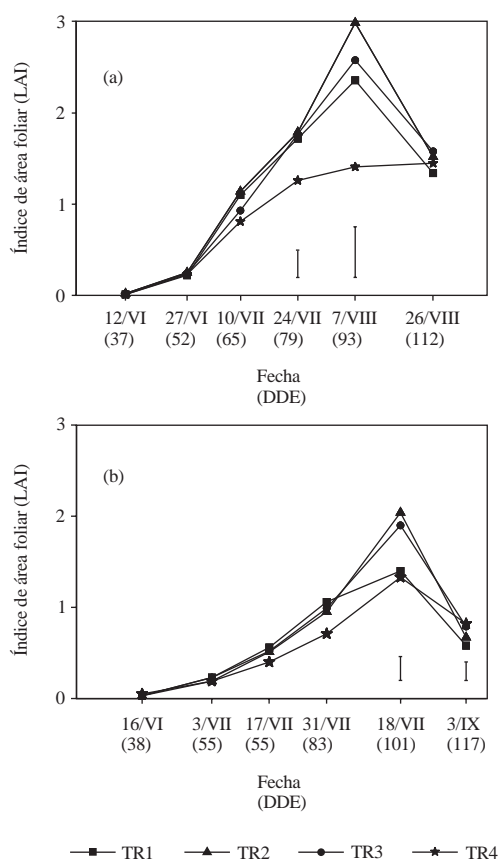 3
(a)
2
Índice de área foliar (LAI)
1
0
12/VI 27/VI 10/VII 24/VII 7/VIII 26/VIII
(37) (52) (65) (79) (93) (112)
Fecha
(DDE)
3
(b)
2
Índice de área foliar (LAI)
1
0
16/VI 3/VII 17/VII 31/VII 18/VII 3/IX
(38) (55) (55) (83) (101) (117)
Fecha
(DDE)
TR1 TR2 TR3 TR4